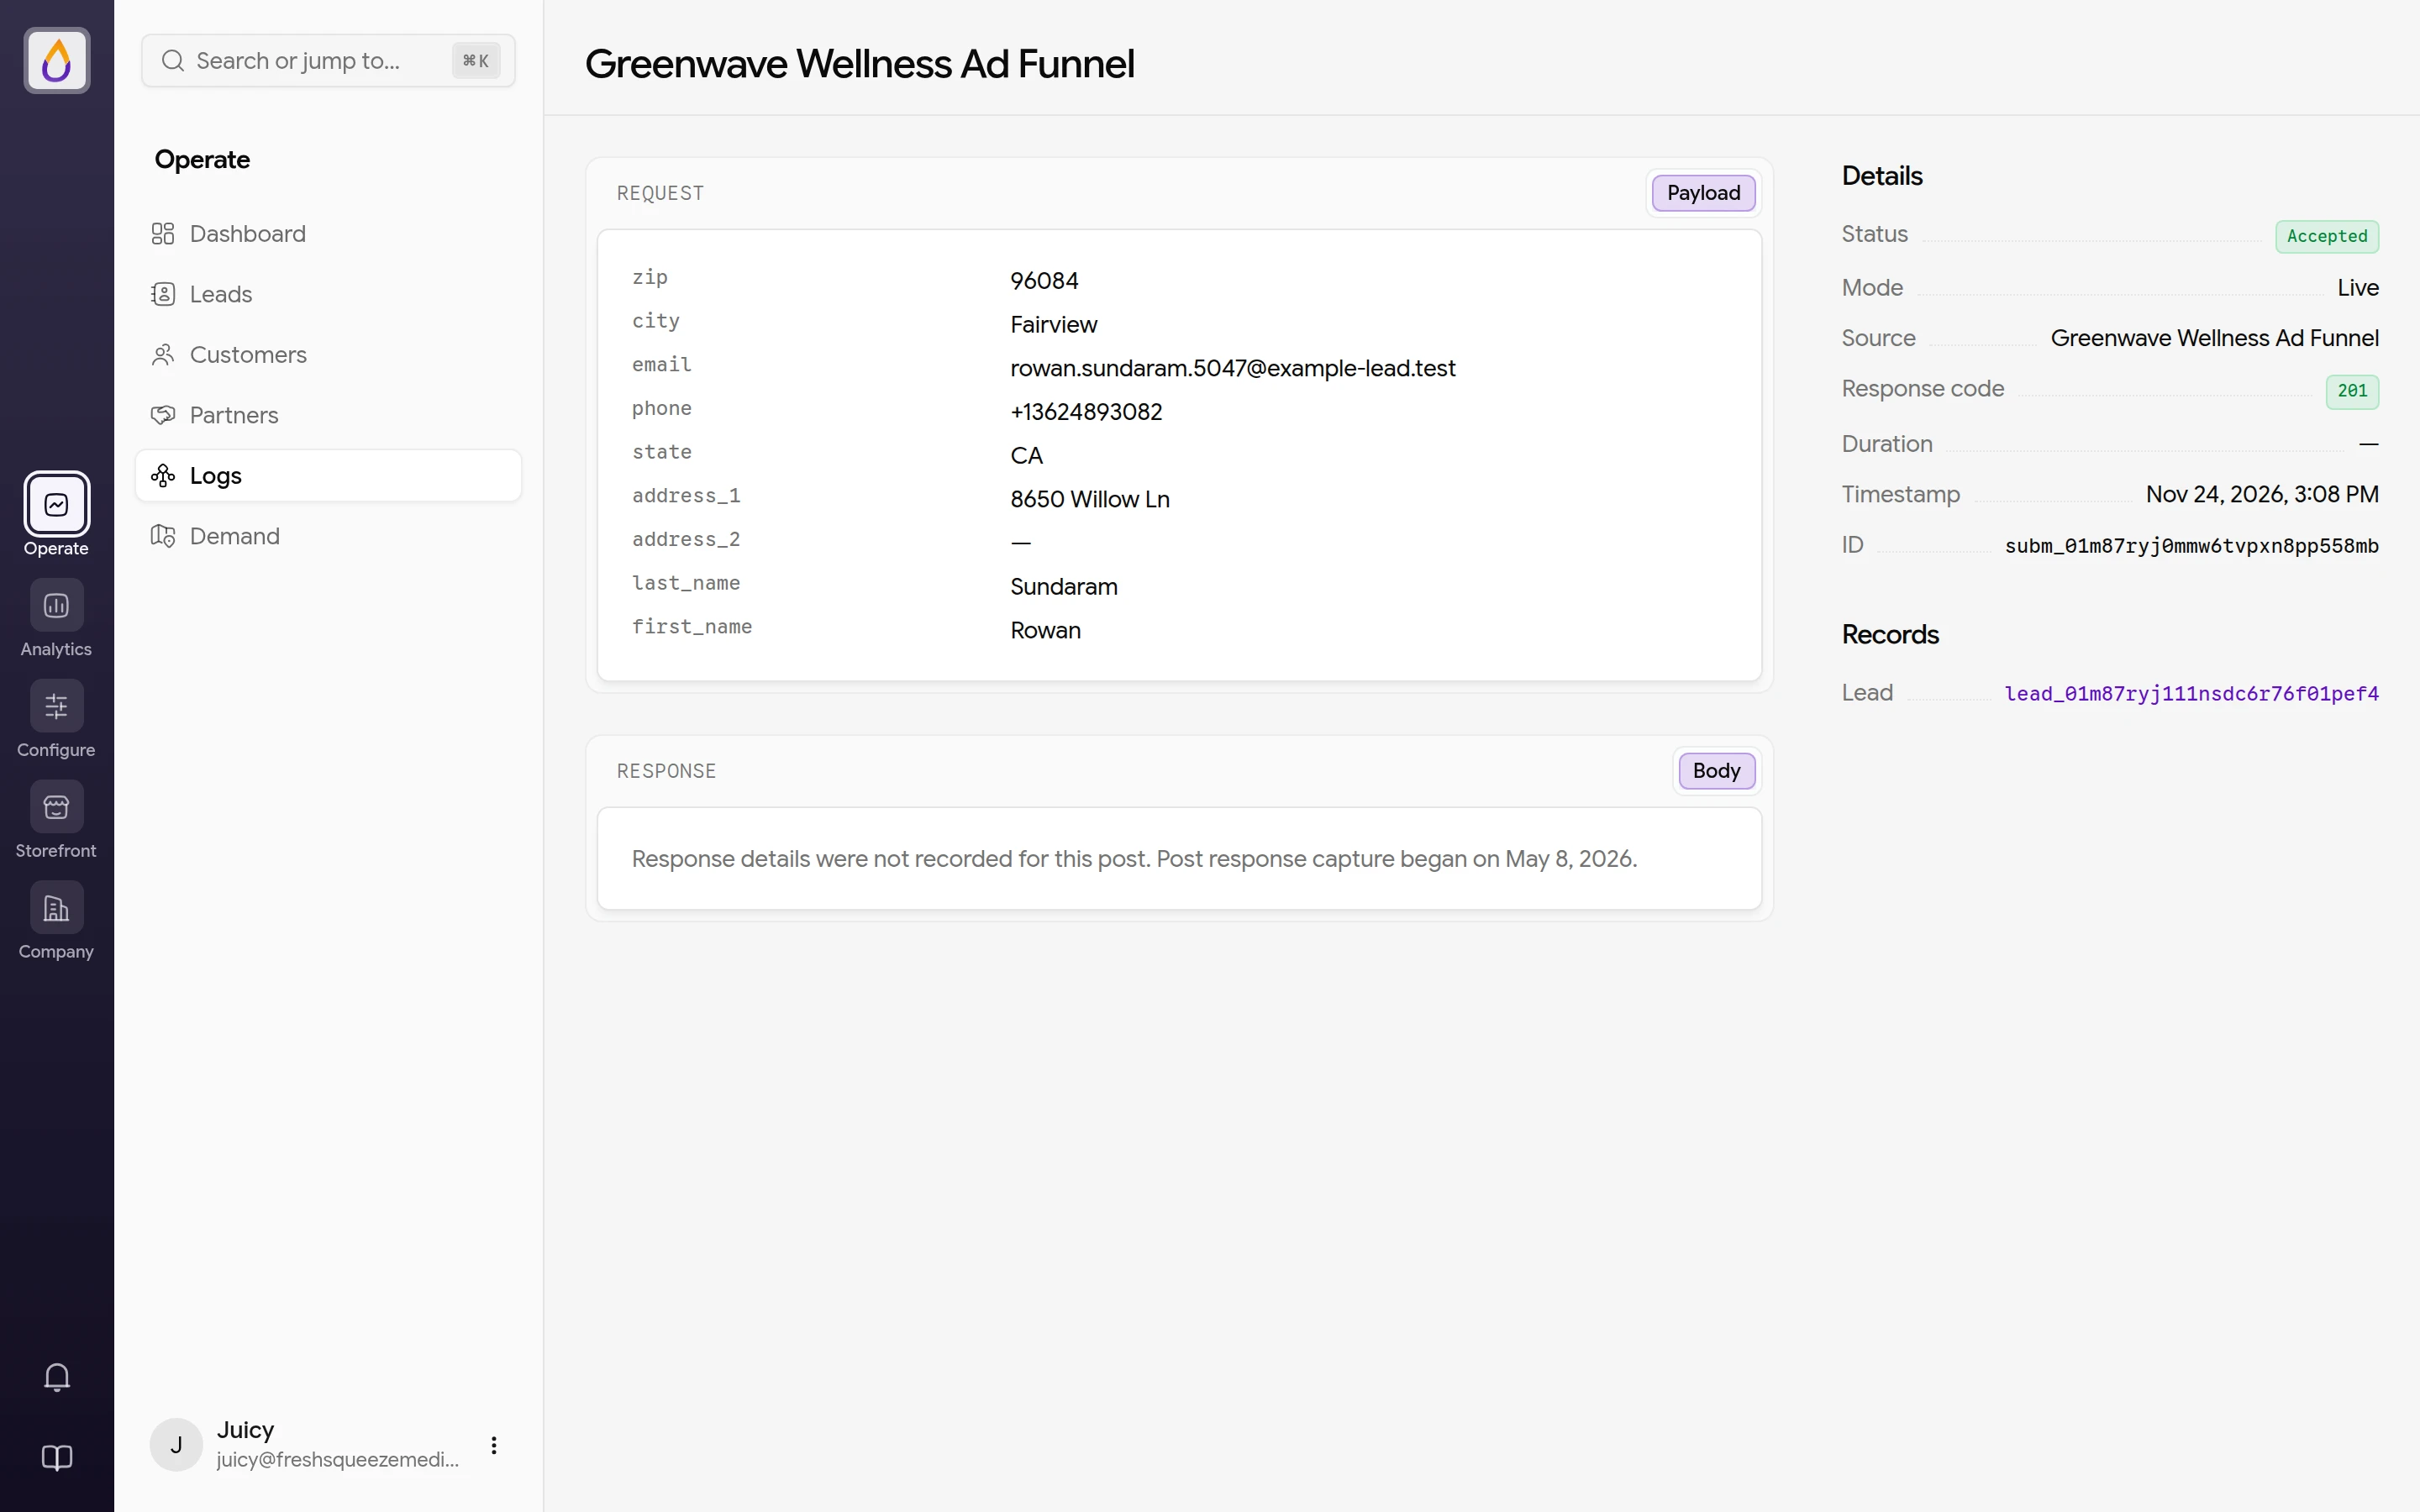 Operate
Analytics
Configure
Storefront
Company
Search or jump to...
⌘K
Operate
Dashboard
Leads
Customers
Partners
Logs
Demand
J
Juicy
juicy@freshsqueezemedi...
Greenwave Wellness Ad Funnel
REQUEST
Payload
zip 96084
city Fairview
email rowan.sundaram.5047@example-lead.test
phone +13624893082
state CA
address_1 8650 Willow Ln
address_2 —
last_name Sundaram
first_name Rowan
RESPONSE
Body
Response details were not recorded for this post. Post response capture began on May 8, 2026.
Details
Status Accepted
Mode Live
Source Greenwave Wellness Ad Funnel
Response code 201
Duration —
Timestamp Nov 24, 2026, 3:08 PM
ID subm_01m87ryj0mmw6tvpxn8pp558mb
Records
Lead lead_01m87ryj111nsdc6r76f01pef4